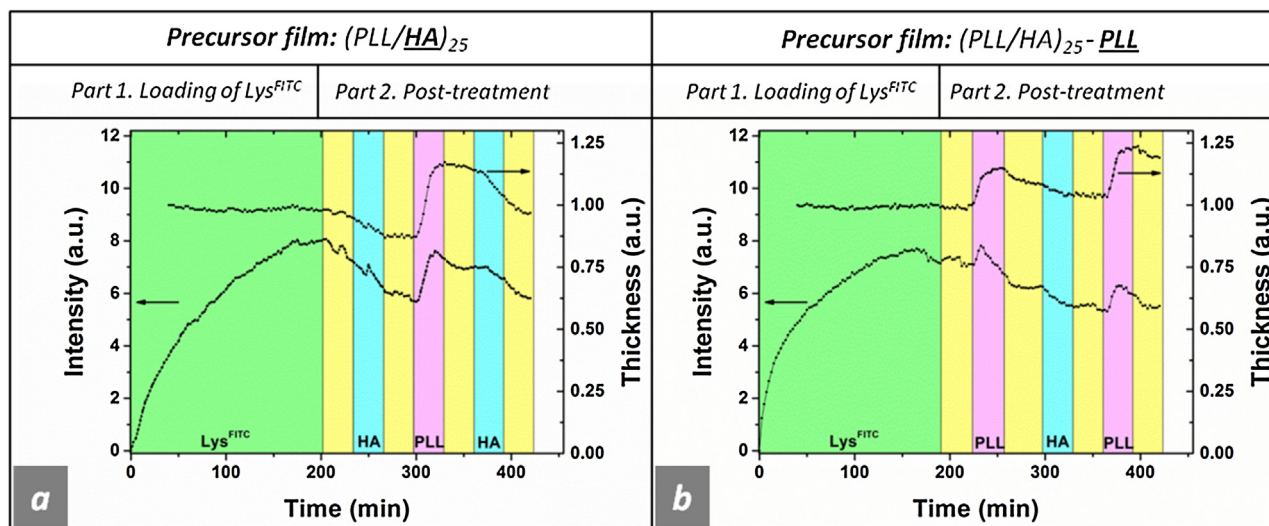 Precursor film: (PLL/HA)25
Precursor film: (PLL/HA)25- PLL
Part 1. Loading of LysFITC
Part 2. Post-treatment
Part 1. Loading of LysFITC
Part 2. Post-treatment
Intensity (a.u.)
12
10
8
6
4
2
0
LysFITC
HA
PLL
HA
1.25
1.00
0.75
0.50
0.25
0.00
Thickness (a.u.)
0
100
200
300
400
Time (min)
a
Intensity (a.u.)
12
10
8
6
4
2
0
LysFITC
PLL
HA
PLL
1.25
1.00
0.75
0.50
0.25
0.00
Thickness (a.u.)
0
100
200
300
400
Time (min)
b